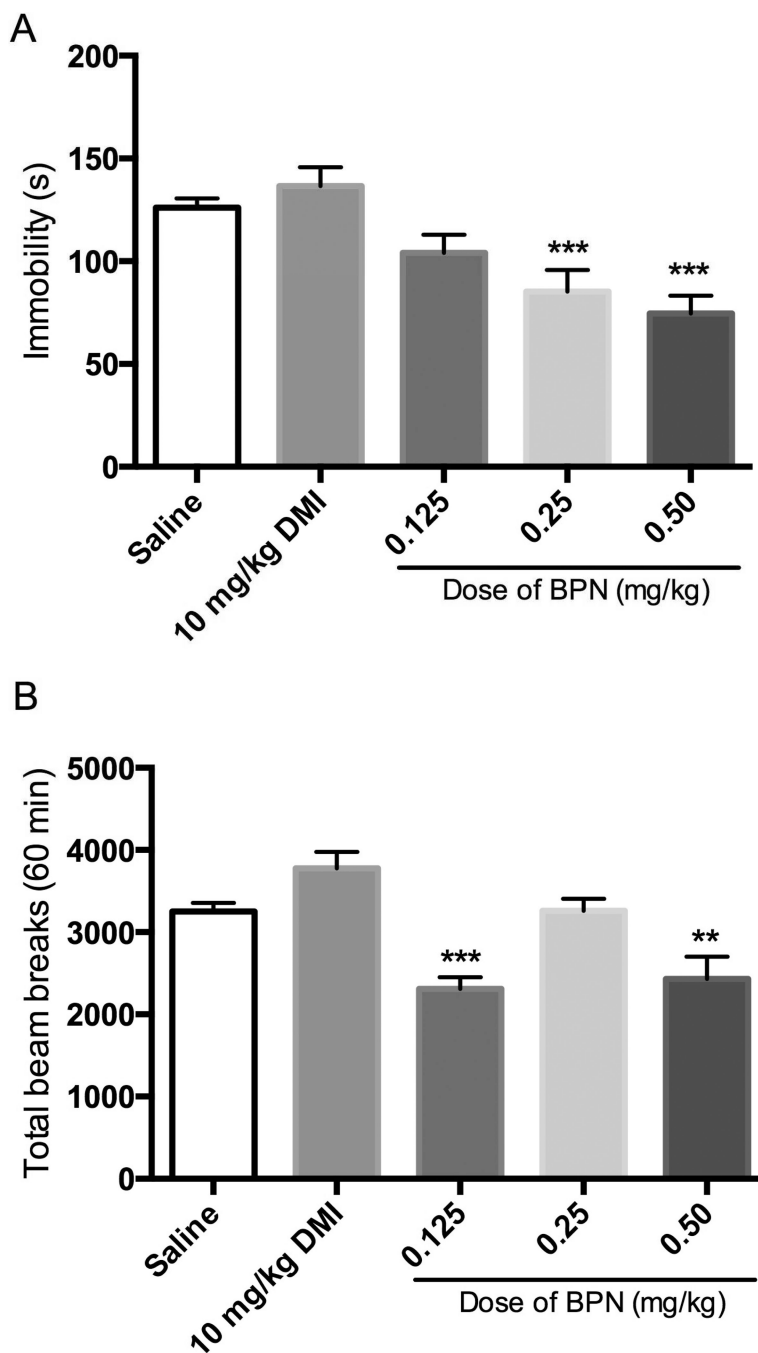 A
Immobility (s)
200
150
100
50
0
***
***
Saline
10 mg/kg DMI
0.125
0.25
0.50
Dose of BPN (mg/kg)
B
Total beam breaks (60 min)
5000
4000
3000
2000
1000
0
***
**
Saline
10 mg/kg DMI
0.125
0.25
0.50
Dose of BPN (mg/kg)